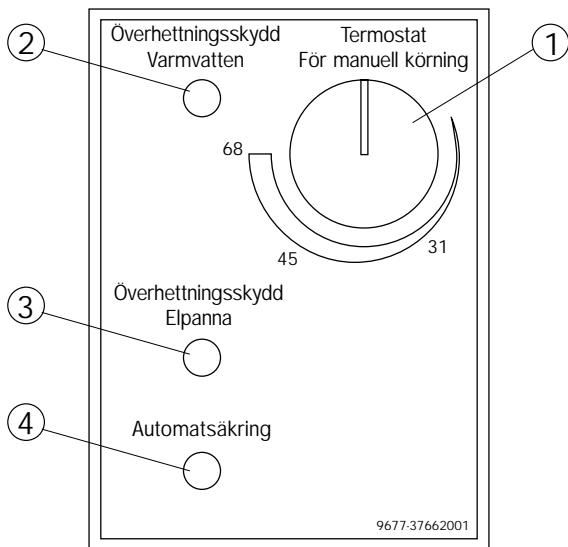 2
Överhettningsskydd
Varmvatten
Termostat
För manuell körning
1
68
45
31
3
Överhettningsskydd
Elpanna
4
Automatsäkring
9677-37662001